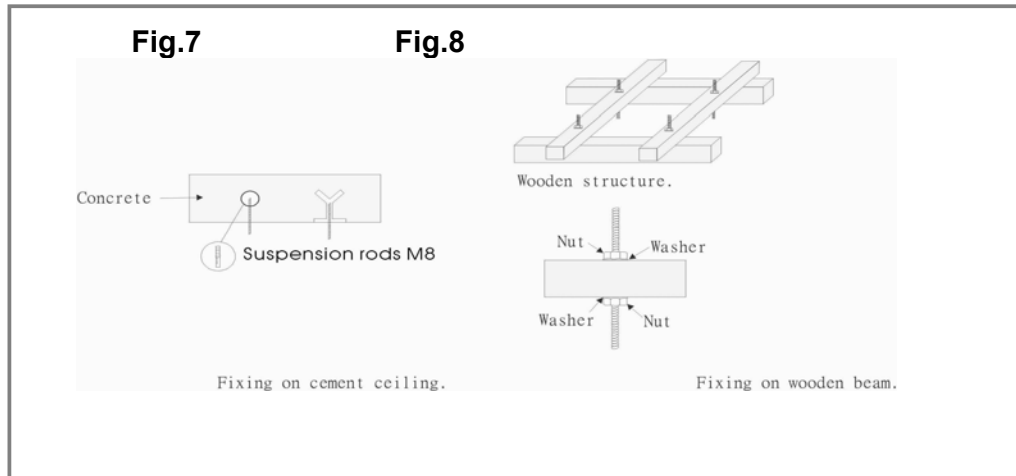 Fig.7
Fig.8
Concrete
Suspension rods M8
Fixing on cement ceiling.
Wooden structure.
Nut
Washer
Washer
Nut
Fixing on wooden beam.